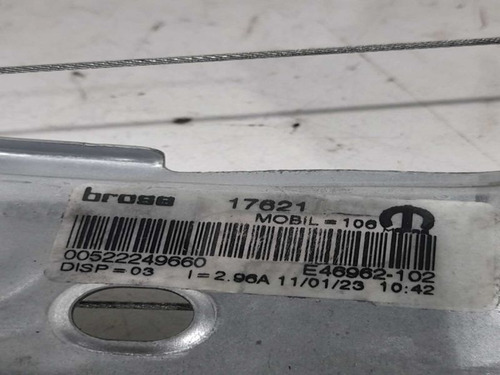 brose 17621
MOBIL=106
00522249660 E46962-102
DISP=03 I=2.96A 11/01/23 10:42